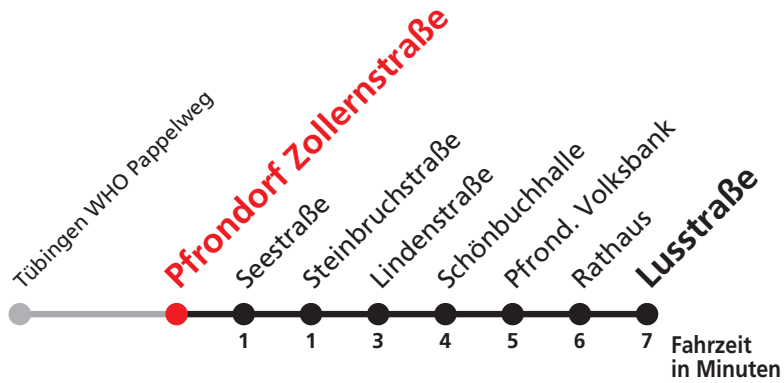 Tübingen WHO Pappelweg
Pfrondorf Zollernstraße
Seestraße
Steinbruchstraße
Lindenstraße
Schönbuchhalle
Pfrond. Volksbank
Rathaus
Lusstraße
1 1 3 4 5 6 7
Fahrzeit
in Minuten